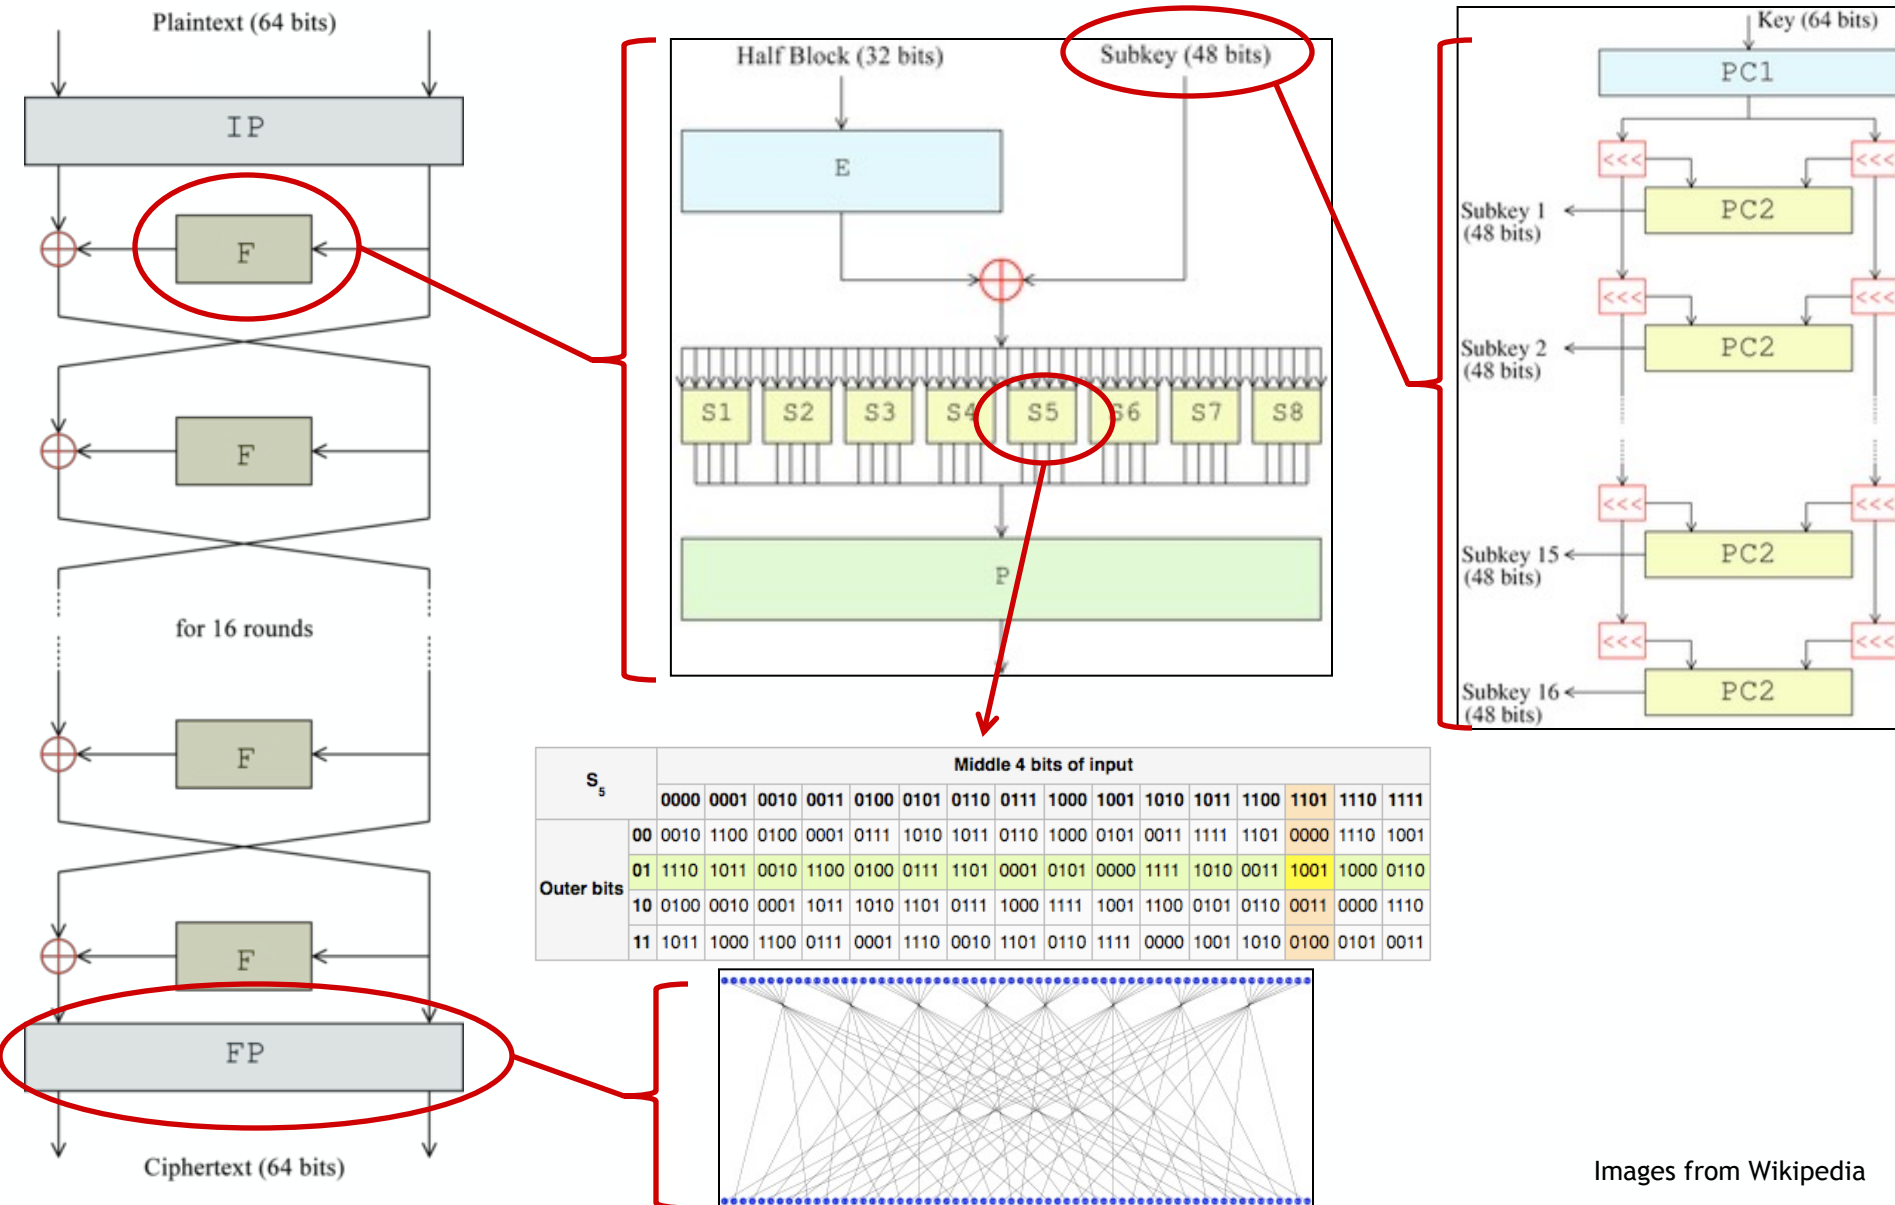 Plaintext (64 bits)
IP
F
F
for 16 rounds
F
F
FP
Ciphertext (64 bits)
Half Block (32 bits)
Subkey (48 bits)
E
S1 S2 S3 S4 S5 S6 S7 S8
P
Key (64 bits)
PC1
<<< <<<
Subkey 1
(48 bits)
PC2
<<< <<<
Subkey 2
(48 bits)
PC2
<<< <<<
Subkey 15
(48 bits)
PC2
<<< <<<
Subkey 16
(48 bits)
PC2
S5 Middle 4 bits of input
0000 0001 0010 0011 0100 0101 0110 0111 1000 1001 1010 1011 1100 1101 1110 1111
Outer bits
00 0010 1100 0100 0001 0111 1010 1011 0110 1000 0101 0011 1111 1101 0000 1110 1001
01 1110 1011 0010 1100 0100 0111 1101 0001 0101 0000 1111 1010 0011 1001 1000 0110
10 0100 0010 0001 1011 1010 1101 0111 1000 1111 1001 1100 0101 0110 0011 0000 1110
11 1011 1000 1100 0111 0001 1110 0010 1101 0110 1111 0000 1001 1010 0100 0101 0011
Images from Wikipedia